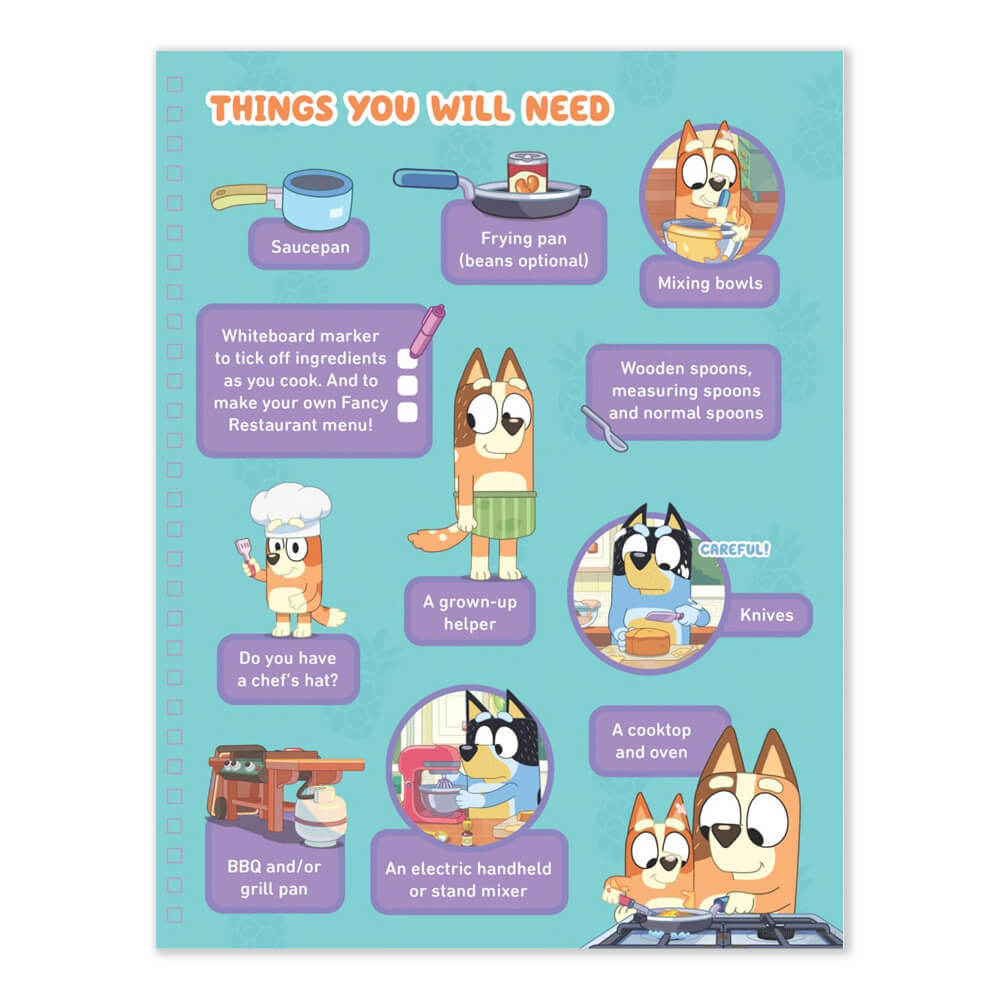 THINGS YOU WILL NEED
Saucepan
Frying pan
(beans optional)
Mixing bowls
Whiteboard marker
to tick off ingredients
as you cook. And to
make your own Fancy
Restaurant menu!
Wooden spoons,
measuring spoons
and normal spoons
Do you have
a chef's hat?
A grown-up
helper
CAREFUL!
Knives
BBQ and/or
grill pan
An electric handheld
or stand mixer
A cooktop
and oven